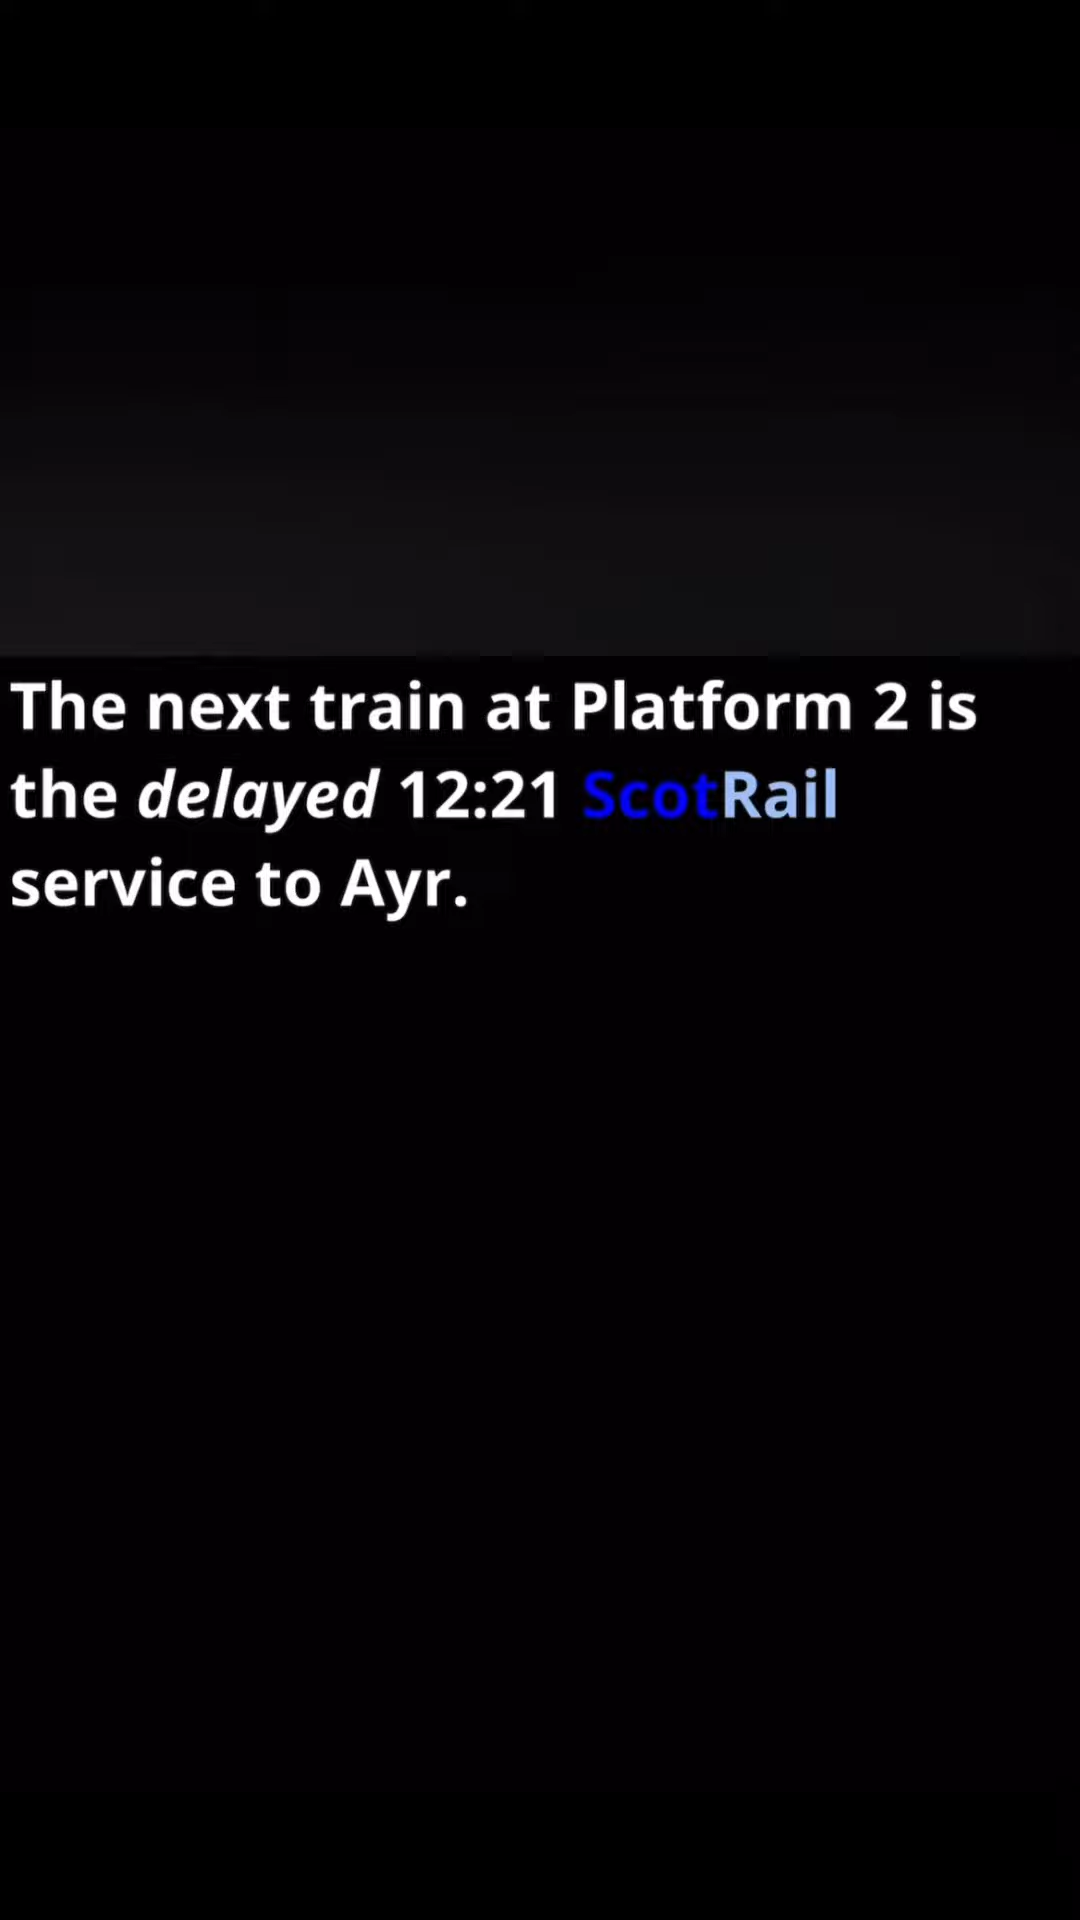 The next train at Platform 2 is
the delayed 12:21 ScotRail
service to Ayr.